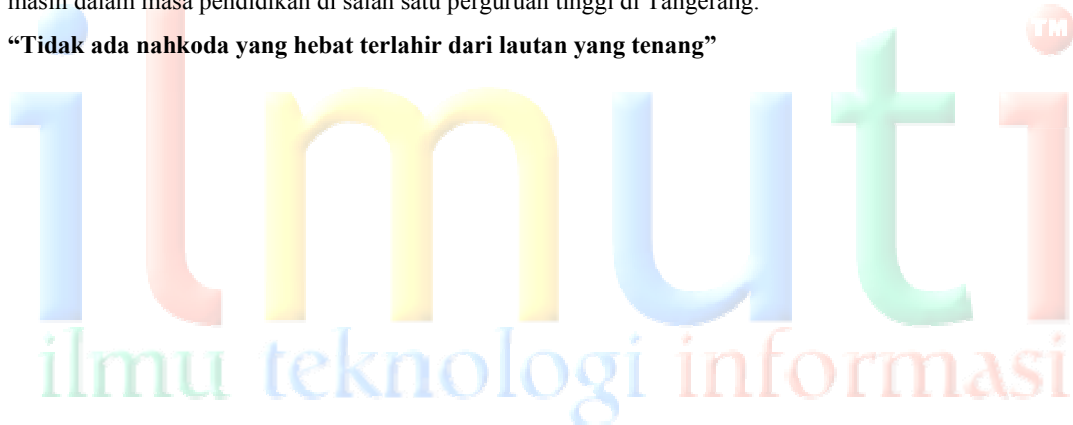 masih dalam masa pendidikan di salah satu perguruan tinggi di Tangerang.
“Tidak ada nahkoda yang hebat terlahir dari lautan yang tenang”
TM
ilmuti
ilmu teknologi informasi